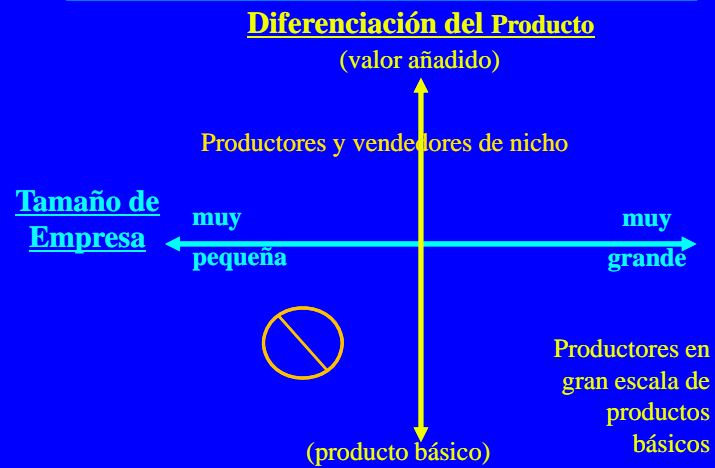 Diferenciación del Producto
(valor añadido)
Productores y vendedores de nicho
Tamaño de
Empresa
muy
pequeña
muy
grande
Productores en
gran escala de
productos
básicos
(producto básico)